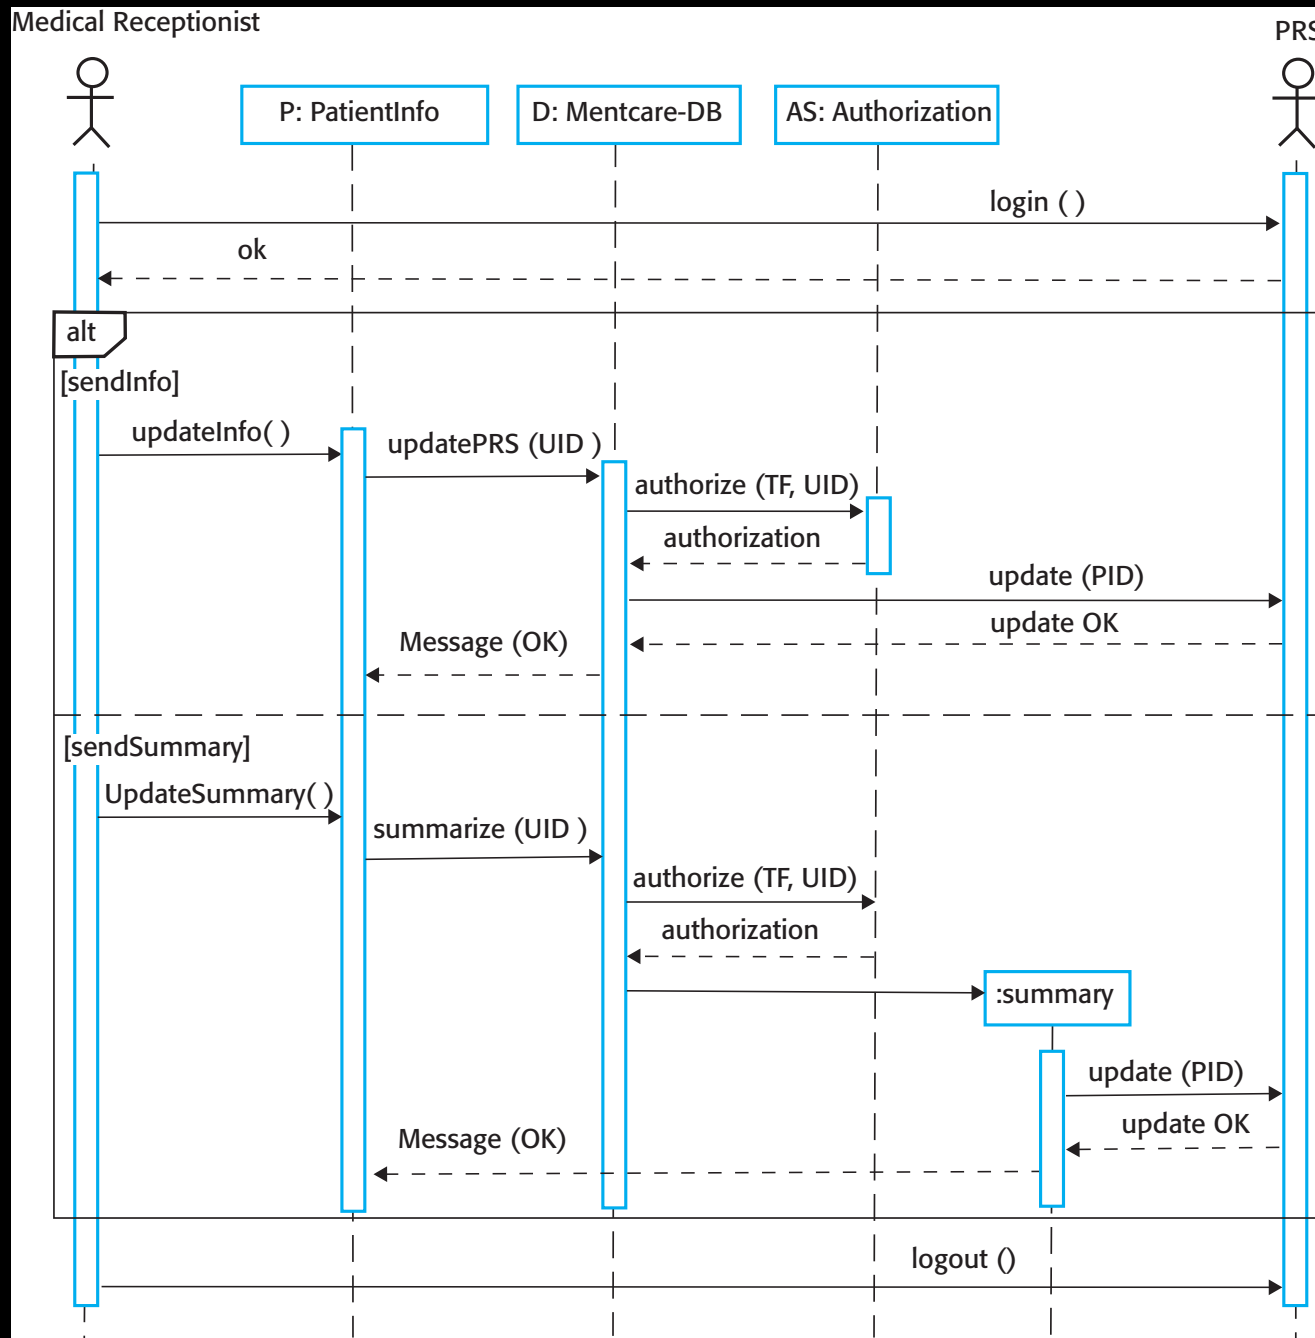 Medical Receptionist
PRS
P: PatientInfo
D: Mentcare-DB
AS: Authorization
login ( )
ok
alt
[sendInfo]
updateInfo( )
updatePRS (UID )
authorize (TF, UID)
authorization
update (PID)
update OK
Message (OK)
[sendSummary]
UpdateSummary( )
summarize (UID )
authorize (TF, UID)
authorization
:summary
update (PID)
update OK
Message (OK)
logout ()